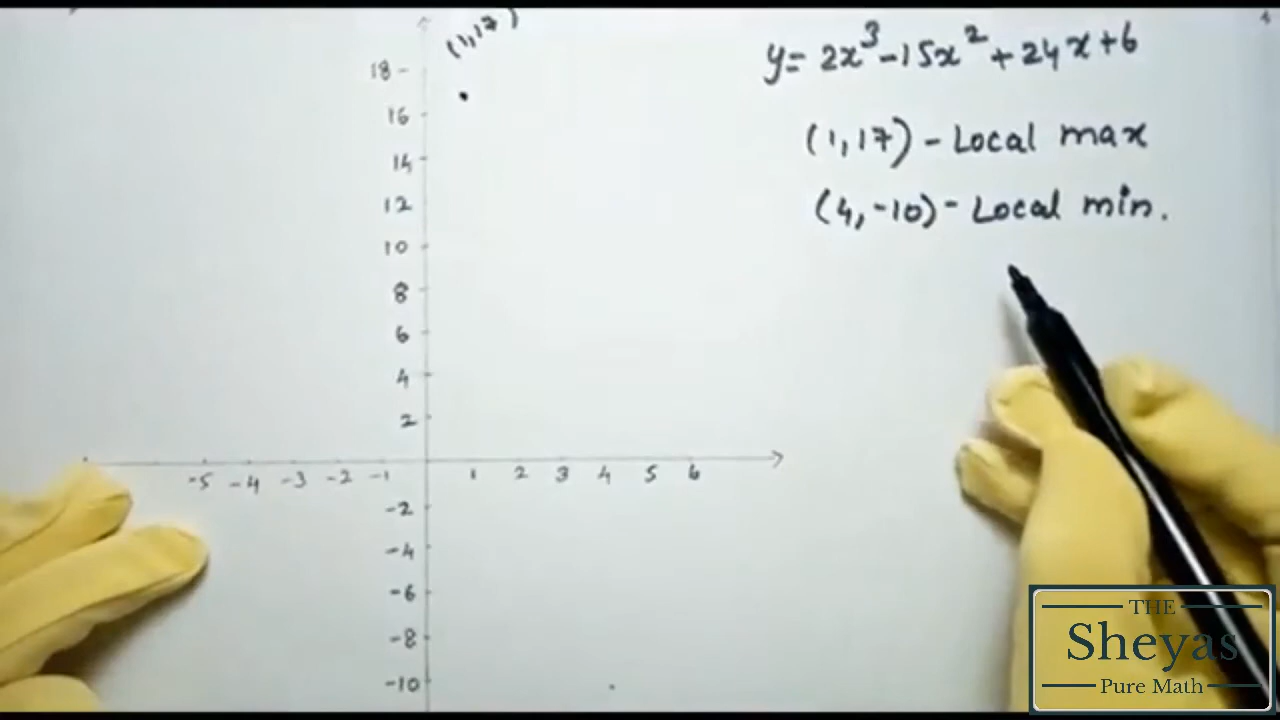 (1,17)
y= 2x³-15x²+24x+6
(1,17) - Local max
(4,-10) - Local min.
18
16
14
12
10
8
6
4
2
-5 -4 -3 -2 -1 1 2 3 4 5 6
-2
-4
-6
-8
-10
THE
Sheyas
Pure Math